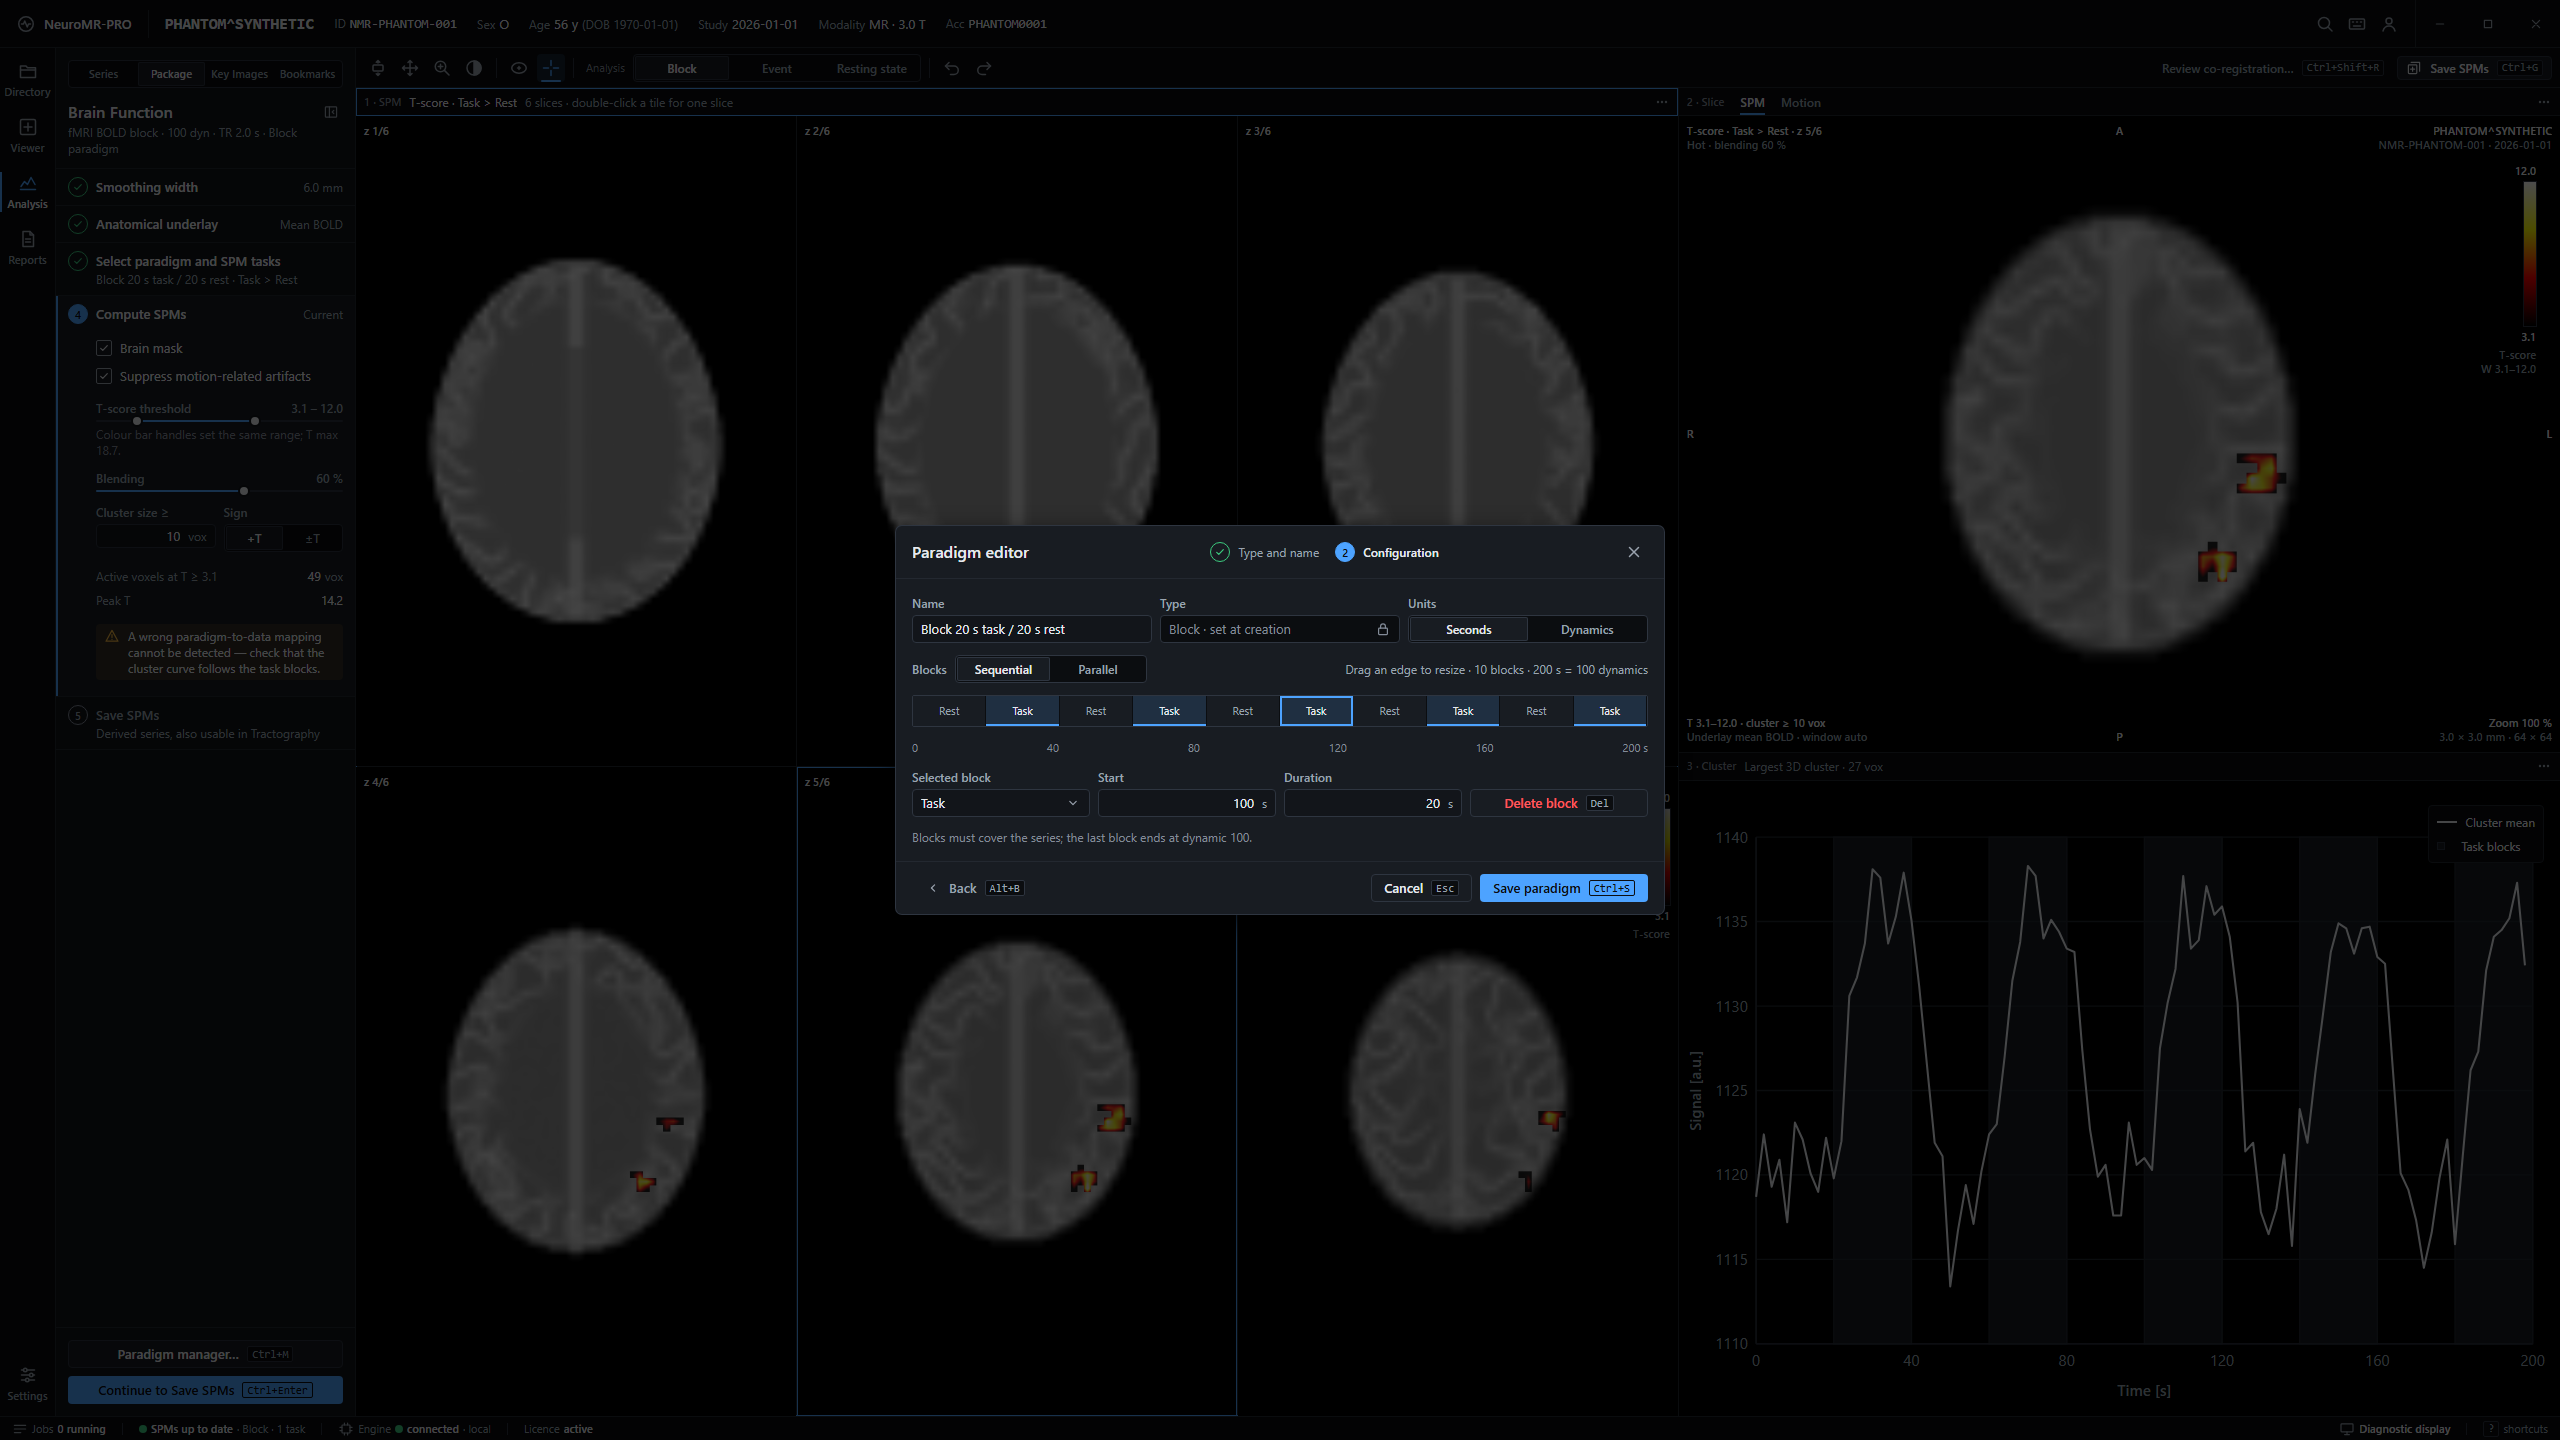 NeuroMR-PRO PHANTOM^SYNTHETIC ID NMR-PHANTOM-001 Sex O Age 56 y (DOB 1970-01-01) Study 2026-01-01 Modality MR · 3.0 T Acc PHANTOM0001
Directory
Viewer
Analysis
Reports
Settings
Series Package Key Images Bookmarks
Brain Function
fMRI BOLD block · 100 dyn · TR 2.0 s · Block
paradigm
Smoothing width 6.0 mm
Anatomical underlay Mean BOLD
Select paradigm and SPM tasks
Block 20 s task / 20 s rest · Task > Rest
4 Compute SPMs Current
Brain mask
Suppress motion-related artifacts
T-score threshold 3.1 – 12.0
Colour bar handles set the same range; T max
18.7.
Blending 60 %
Cluster size ≥ Sign
10 vox +T ±T
Active voxels at T ≥ 3.1 49 vox
Peak T 14.2
A wrong paradigm-to-data mapping
cannot be detected — check that the
cluster curve follows the task blocks.
5 Save SPMs
Derived series, also usable in Tractography
Paradigm manager... Ctrl+M
Continue to Save SPMs Ctrl+Enter
Analysis Block Event Resting state
Review co-registration... Ctrl+Shift+R Save SPMs Ctrl+G
1 · SPM T-score · Task > Rest 6 slices · double-click a tile for one slice
z 1/6
z 2/6
z 3/6
z 4/6
z 5/6
3.1
T-score
2 · Slice SPM Motion
T-score · Task > Rest · z 5/6 A PHANTOM^SYNTHETIC
Hot · blending 60 % NMR-PHANTOM-001 · 2026-01-01
12.0
3.1
T-score
W 3.1–12.0
R L
T 3.1–12.0 · cluster ≥ 10 vox Zoom 100 %
Underlay mean BOLD · window auto P 3.0 × 3.0 mm · 64 × 64
3 · Cluster Largest 3D cluster · 27 vox
Cluster mean
Task blocks
1140
1135
1130
1125
1120
1115
1110
Signal [a.u.]
0 40 80 120 160 200
Time [s]
Paradigm editor Type and name 2 Configuration
Name Type Units
Block 20 s task / 20 s rest Block · set at creation Seconds Dynamics
Blocks Sequential Parallel Drag an edge to resize · 10 blocks · 200 s = 100 dynamics
Rest Task Rest Task Rest Task Rest Task Rest Task
0 40 80 120 160 200 s
Selected block Start Duration
Task 100 s 20 s Delete block Del
Blocks must cover the series; the last block ends at dynamic 100.
Back Alt+B Cancel Esc Save paradigm Ctrl+S
Jobs 0 running SPMs up to date · Block · 1 task Engine connected · local Licence active
Diagnostic display ? shortcuts